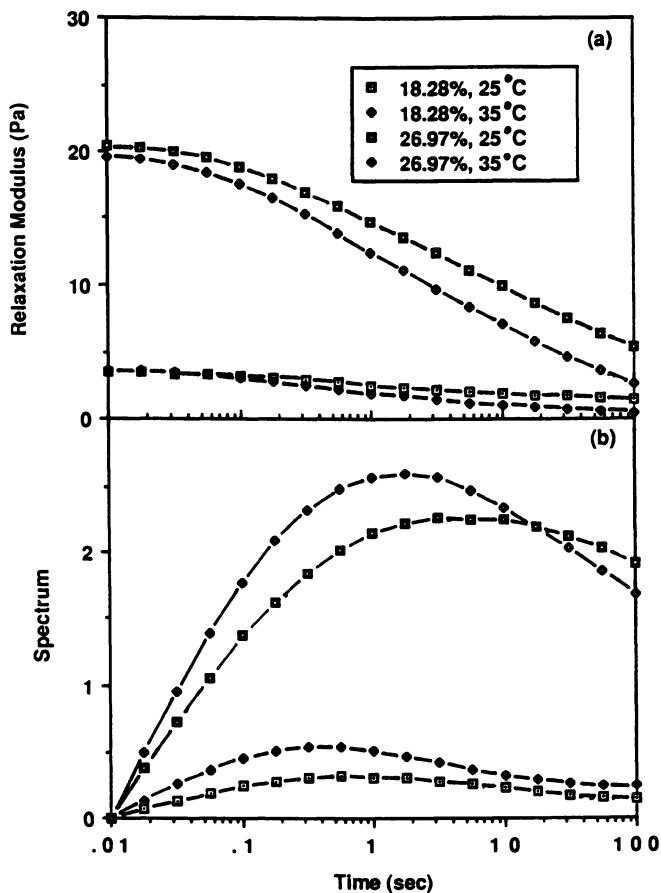 30
(a)
18.28%, 25°C
18.28%, 35°C
26.97%, 25°C
26.97%, 35°C
20
10
0
Relaxation Modulus (Pa)
(b)
2
1
0
Spectrum
.01 .1 1 10 100
Time (sec)